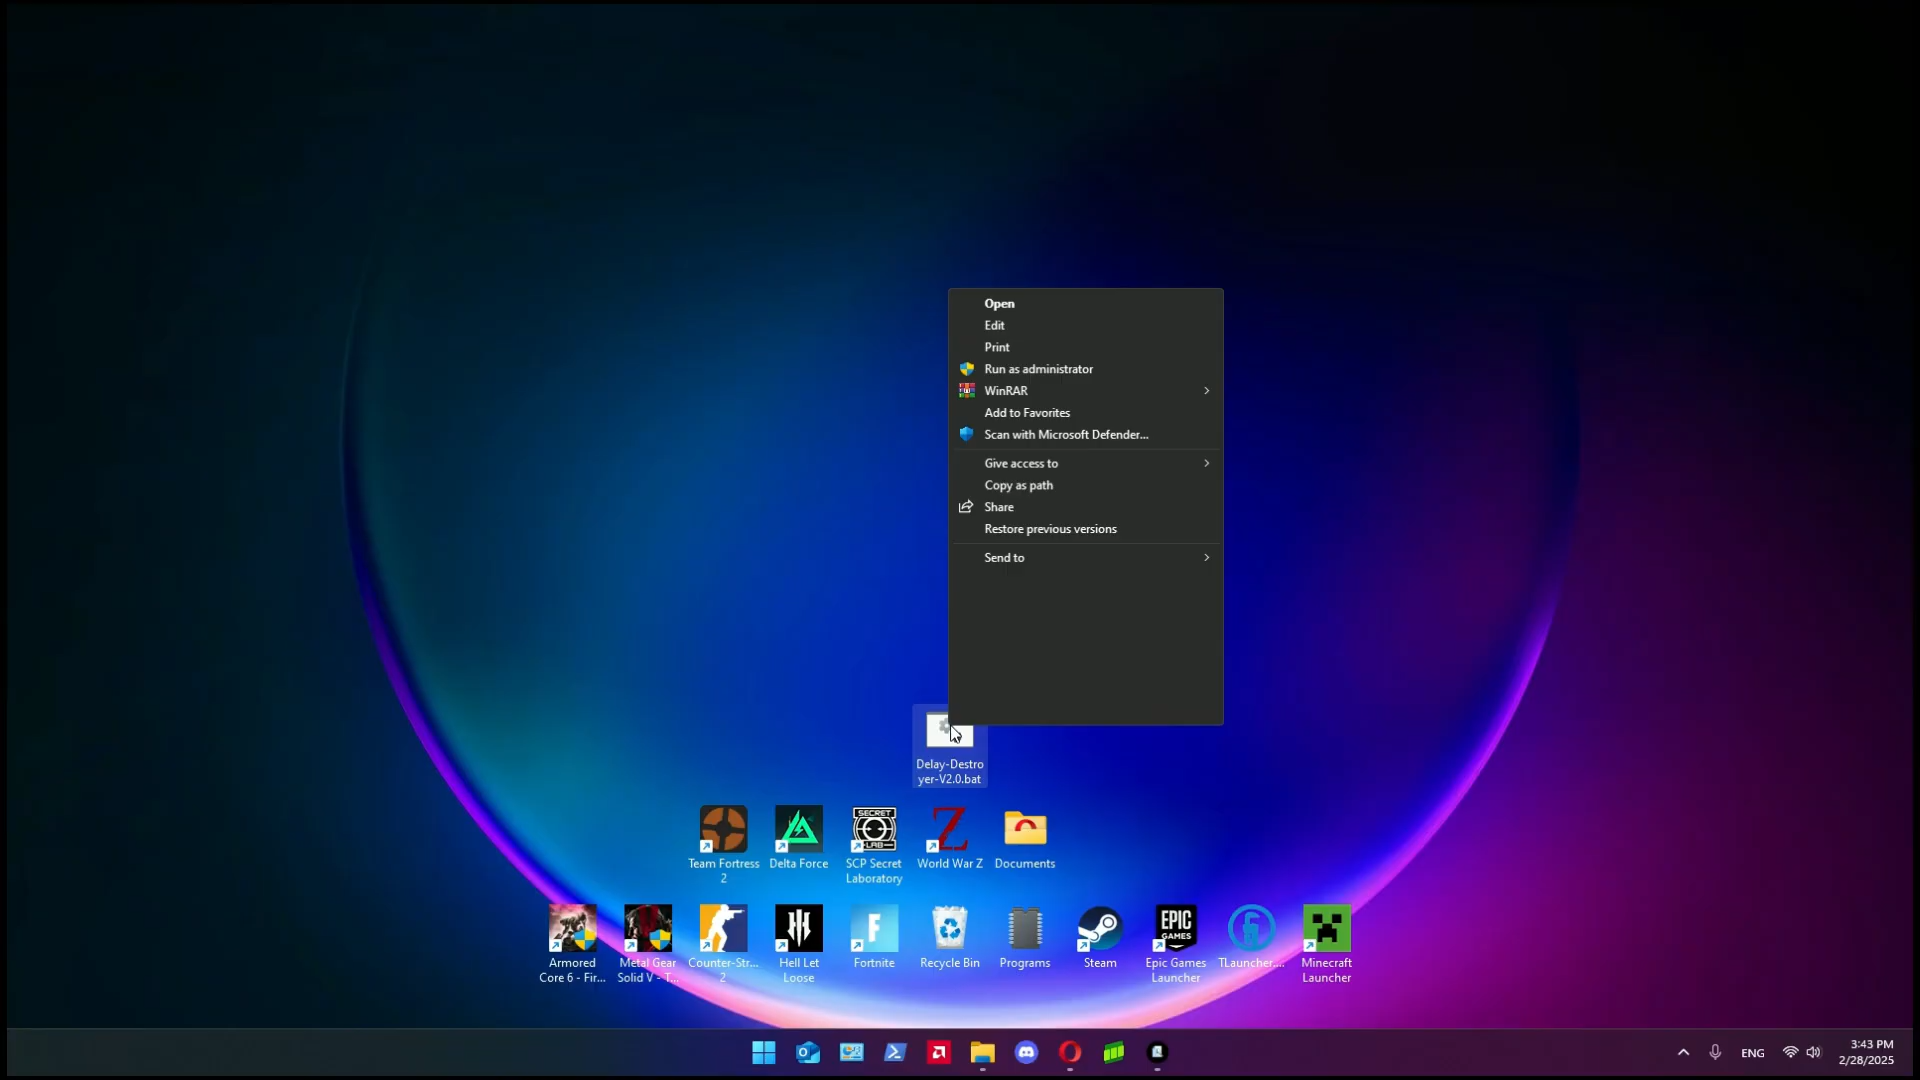 Open
Edit
Print
Run as administrator
WinRAR
Add to Favorites
Scan with Microsoft Defender...
Give access to
Copy as path
Share
Restore previous versions
Send to
Delay-Destro
yer-V2.0.bat
SECRET
LAB
Team Fortress
2
Delta Force
SCP Secret
Laboratory
World War Z
Documents
EPIC
GAMES
Armored
Core 6 - Fir...
Metal Gear
Solid V - T...
Counter-Str...
2
Hell Let
Loose
Fortnite
Recycle Bin
Programs
Steam
Epic Games
Launcher
TLauncher....
Minecraft
Launcher
ENG
3:43 PM
2/28/2025